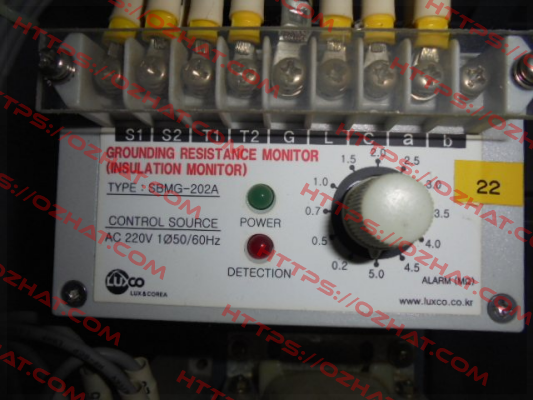 S1 S2 T1 T2 G L C a b
GROUNDING RESISTANCE MONITOR
(INSULATION MONITOR)
TYPE : SBMG-202A
CONTROL SOURCE
AC 220V 1Ø50/60Hz
POWER
DETECTION
LUXCO
LUX&COREA
0.2
0.5
0.7
1.0
1.5
2.0
2.5
3.0
3.5
4.0
4.5
5.0
ALARM (MΩ)
22
www.luxco.co.kr
HTTPS://OZHAT.COM